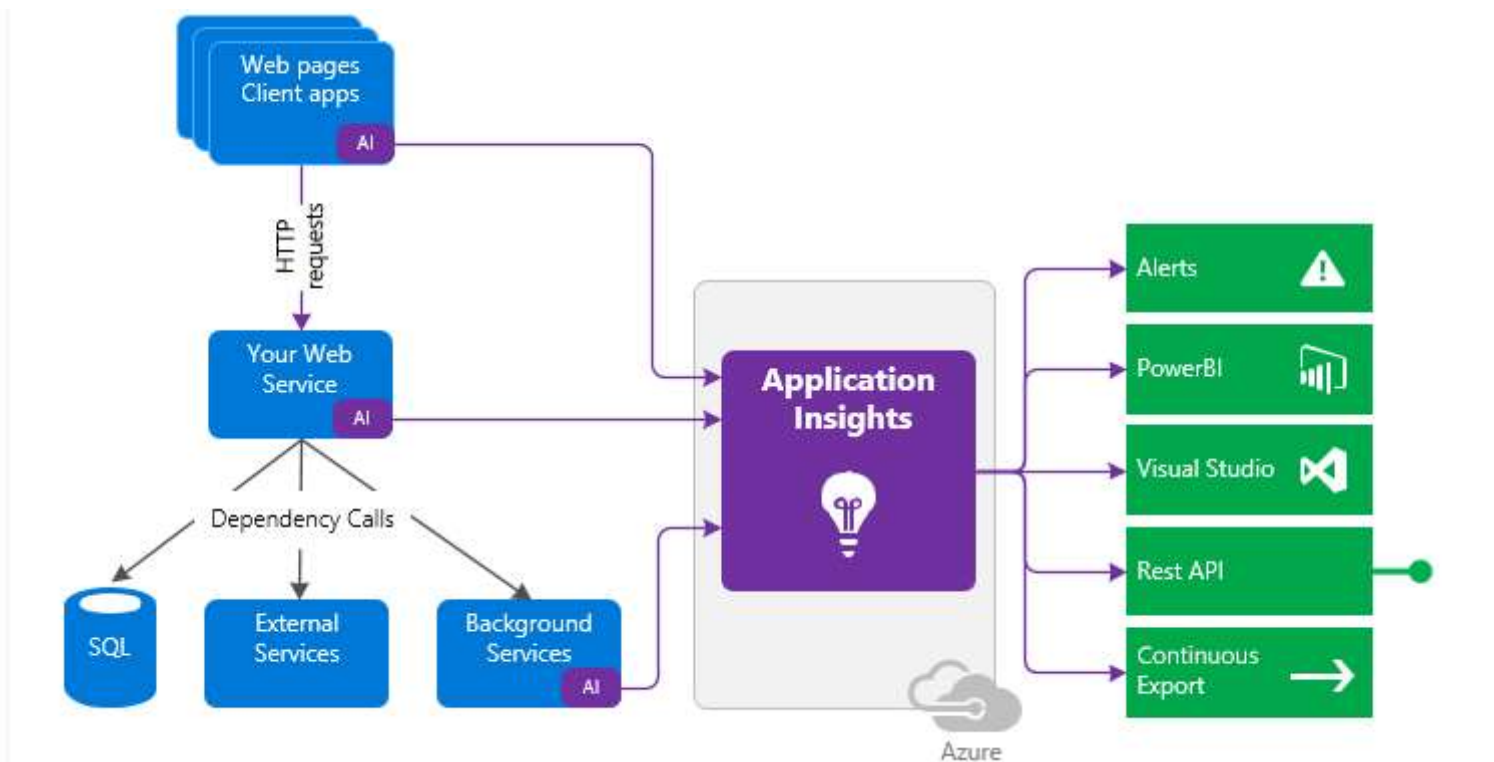 Web pages
Client apps
AI
HTTP
requests
Your Web
Service
AI
Dependency Calls
SQL
External
Services
Background
Services
AI
Application
Insights
Azure
Alerts
PowerBI
Visual Studio
Rest API
Continuous
Export